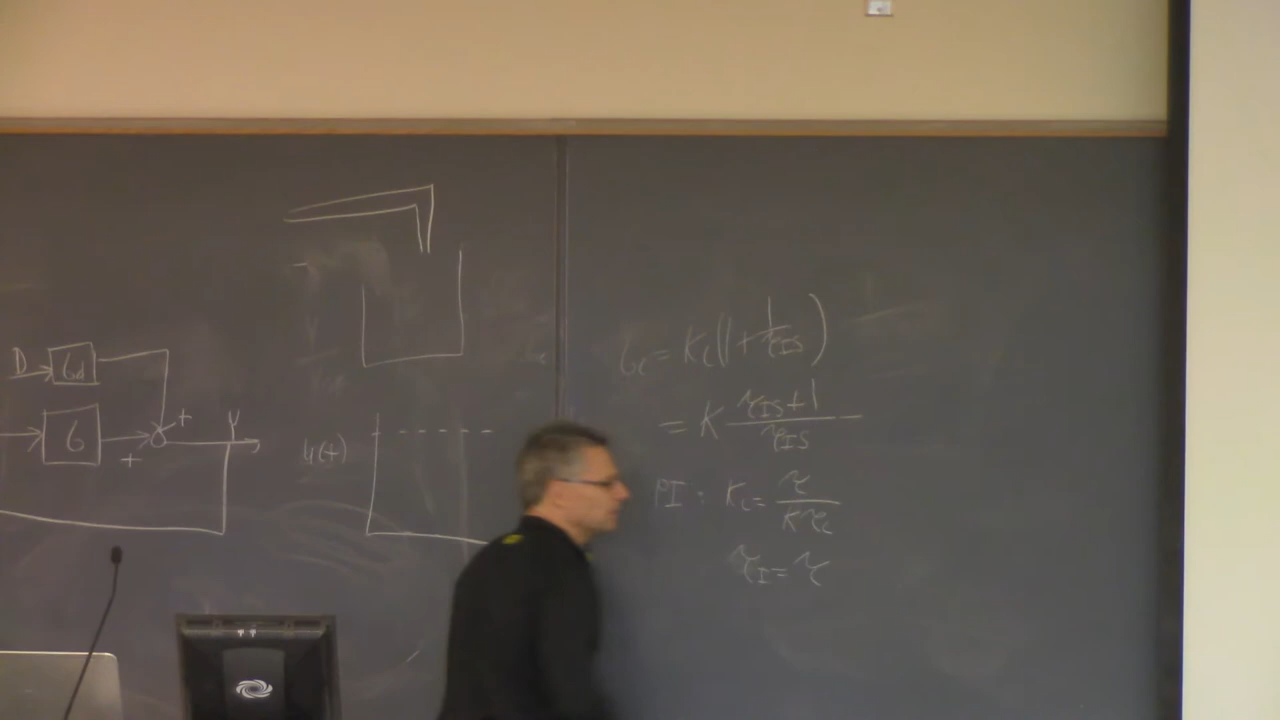 D Gd
G + + Y
y(t)
Gc = Kc(1 + 1/τIs)
= K τIs+1/τIs
PI : Kc = τ/Kτc
τI = τ